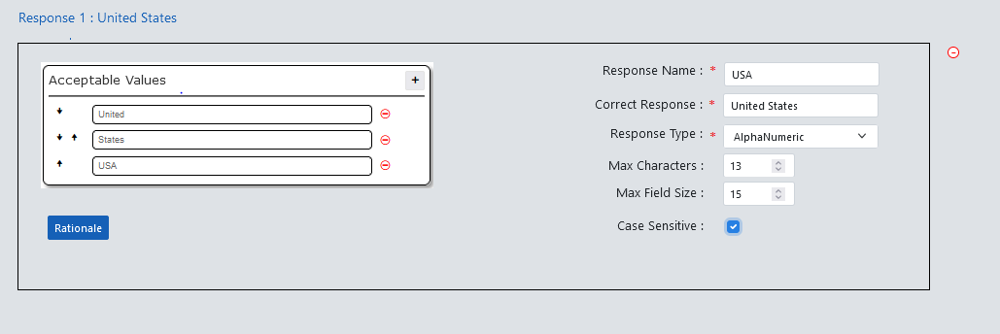 Response 1 : United States
Acceptable Values
+
United
States
USA
Rationale
Response Name : * USA
Correct Response : * United States
Response Type : * AlphaNumeric
Max Characters : 13
Max Field Size : 15
Case Sensitive :